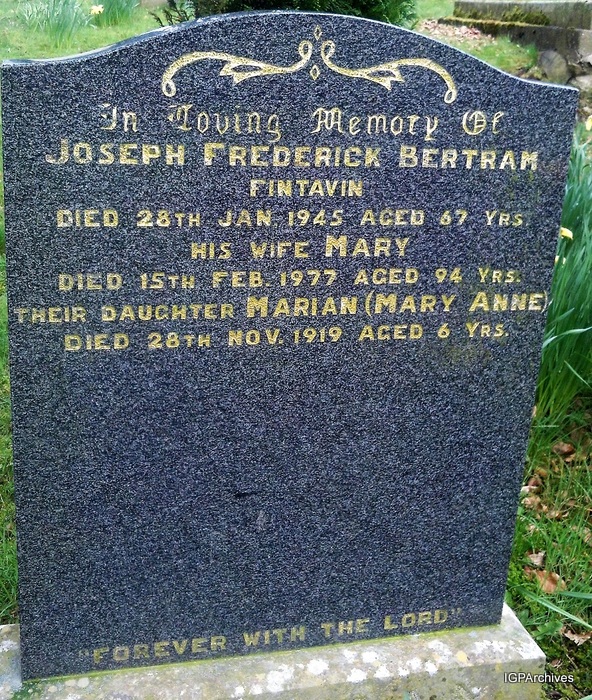 In Loving Memory Of
JOSEPH FREDERICK BERTRAM
FINTAVIN
DIED 28TH JAN. 1945 AGED 67 YRS
HIS WIFE MARY
DIED 15TH FEB. 1977 AGED 94 YRS.
THEIR DAUGHTER MARIAN (MARY ANNE)
DIED 28TH NOV. 1919 AGED 6 YRS.
"FOREVER WITH THE LORD"
IGPArchives